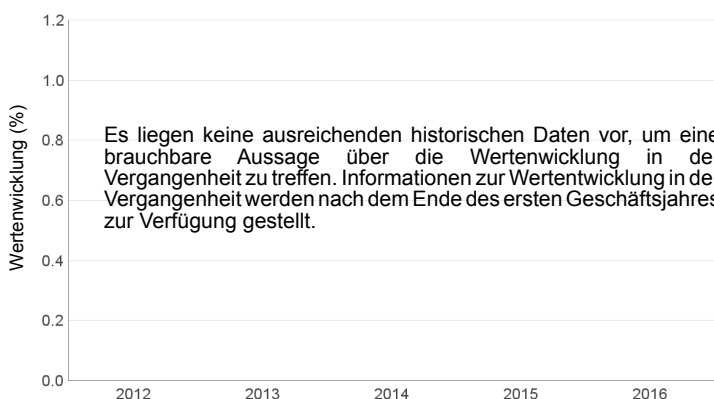 1.2
1.0
0.8
0.6
0.4
0.2
0.0
Wertenwicklung (%)
Es liegen keine ausreichenden historischen Daten vor, um eine
brauchbare Aussage über die Wertenwicklung in de
Vergangenheit zu treffen. Informationen zur Wertentwicklung in de
Vergangenheit werden nach dem Ende des ersten Geschäftsjahres
zur Verfügung gestellt.
2012 2013 2014 2015 2016